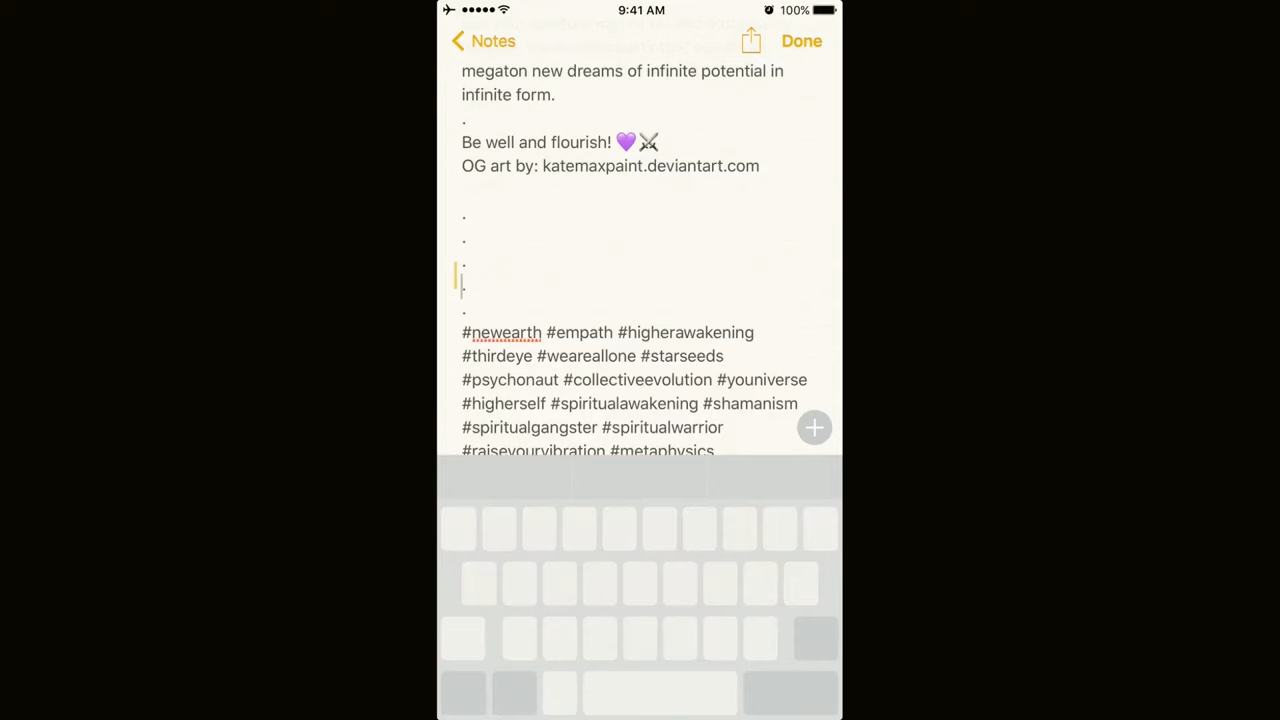 9:41 AM 100%
Notes Done
megaton new dreams of infinite potential in
infinite form.
.
Be well and flourish! 💜⚔️
OG art by: katemaxpaint.deviantart.com
.
.
.
.
.
#newearth #empath #higherawakening
#thirdeye #weareallone #starseeds
#psychonaut #collectiveevolution #youniverse
#higherself #spiritualawakening #shamanism
#spiritualgangster #spiritualwarrior
#raiseyourvibration #metaphysics